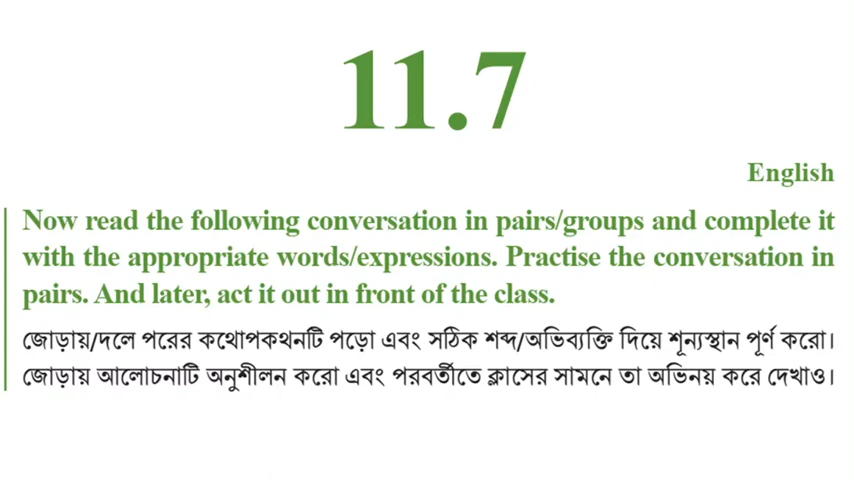 11.7
English
Now read the following conversation in pairs/groups and complete it
with the appropriate words/expressions. Practise the conversation in
pairs. And later, act it out in front of the class.
জোড়ায়/দলে পরের কথোপকথনটি পড়ো এবং সঠিক শব্দ/অভিব্যক্তি দিয়ে শূন্যস্থান পূর্ণ করো।
জোড়ায় আলোচনাটি অনুশীলন করো এবং পরবর্তীতে ক্লাসের সামনে তা অভিনয় করে দেখাও।